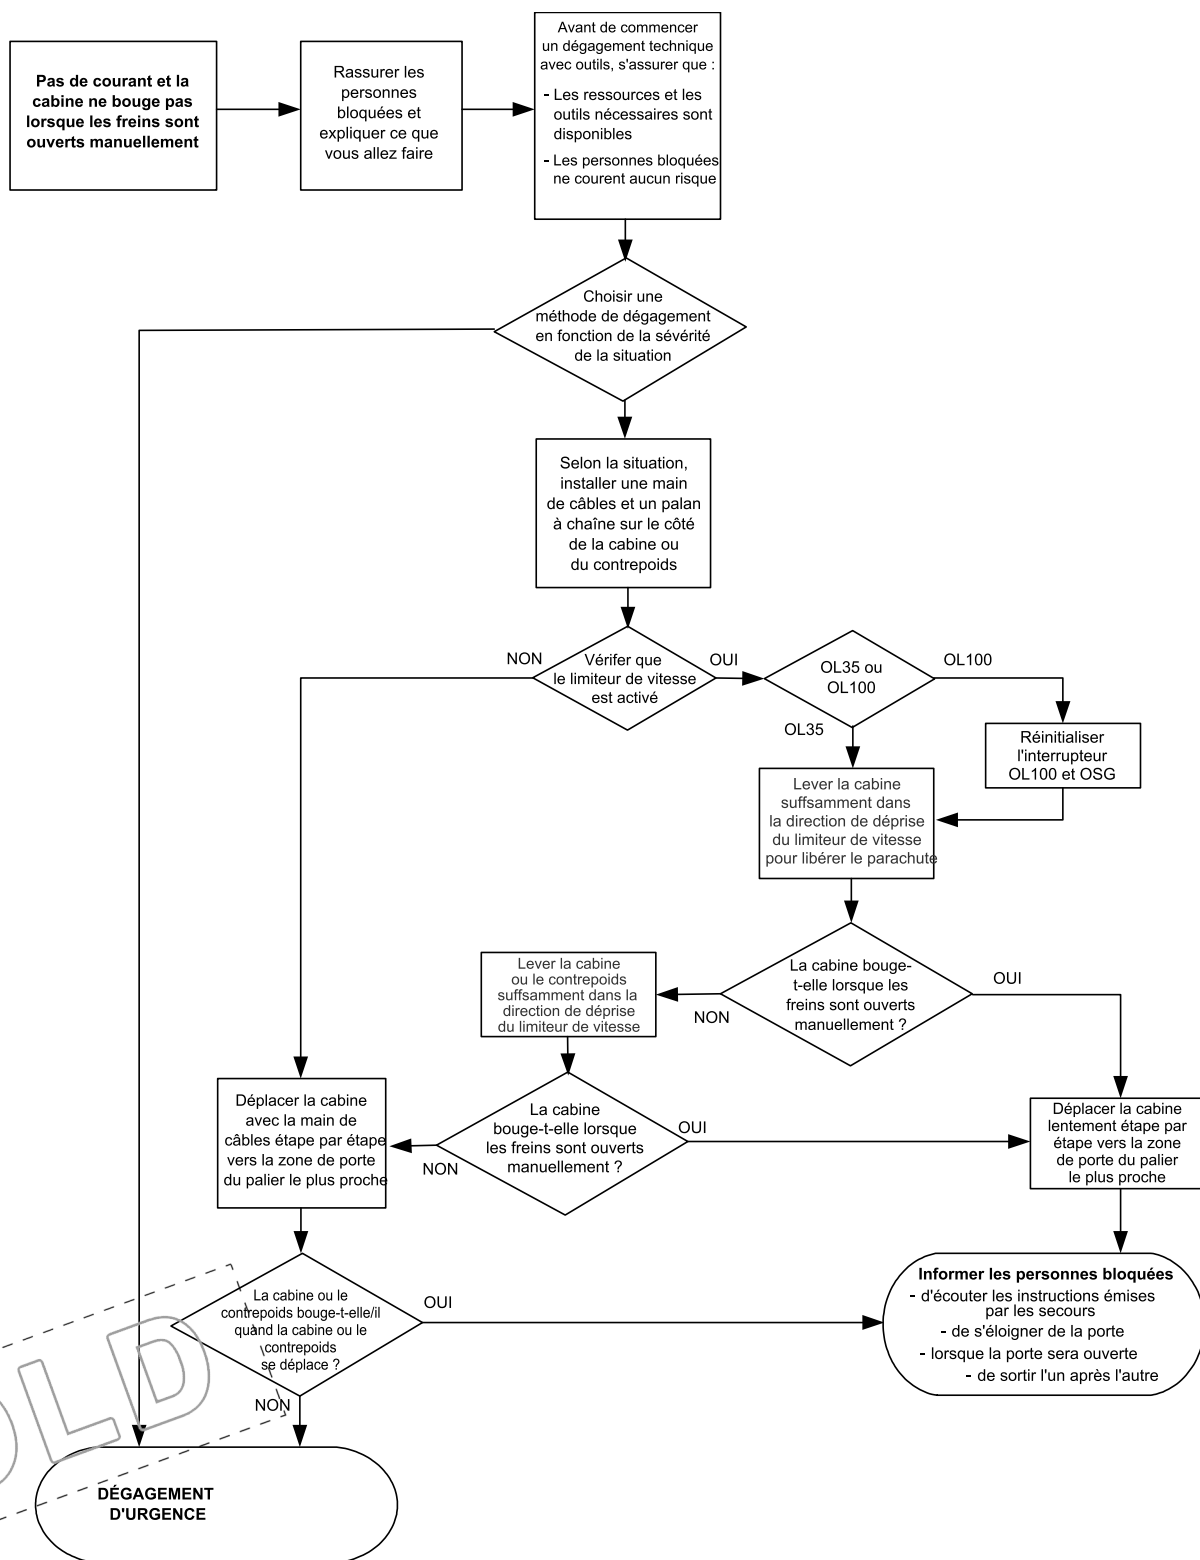 Pas de courant et la
cabine ne bouge pas
lorsque les freins sont
ouverts manuellement
Rassurer les
personnes
bloquées et
expliquer ce que
vous allez faire
Avant de commencer
un dégagement technique
avec outils, s'assurer que :
- Les ressources et les
outils nécessaires sont
disponibles
- Les personnes bloquées
ne courent aucun risque
Choisir une
méthode de dégagement
en fonction de la sévérité
de la situation
Selon la situation,
installer une main
de câbles et un palan
à chaîne sur le côté
de la cabine ou
du contrepoids
NON
Vérifer que
le limiteur de vitesse
est activé
OUI
OL35 ou
OL100
OL100
OL35
Réinitialiser
l'interrupteur
OL100 et OSG
Lever la cabine
suffsamment dans
la direction de déprise
du limiteur de vitesse
pour libérer le parachute
La cabine bouge-
t-elle lorsque les
freins sont ouverts
manuellement ?
OUI
NON
Lever la cabine
ou le contrepoids
suffsamment dans la
direction de déprise
du limiteur de vitesse
La cabine
bouge-t-elle lorsque
les freins sont ouverts
manuellement ?
OUI
NON
Déplacer la cabine
avec la main de
câbles étape par étape
vers la zone de porte
du palier le plus proche
Déplacer la cabine
lentement étape par
étape vers la zone
de porte du palier
le plus proche
La cabine ou le
contrepoids bouge-t-elle/il
quand la cabine ou le
contrepoids
se déplace ?
OUI
NON
Informer les personnes bloquées
- d'écouter les instructions émises
par les secours
- de s'éloigner de la porte
- lorsque la porte sera ouverte
- de sortir l'un après l'autre
DÉGAGEMENT
D'URGENCE
OLD